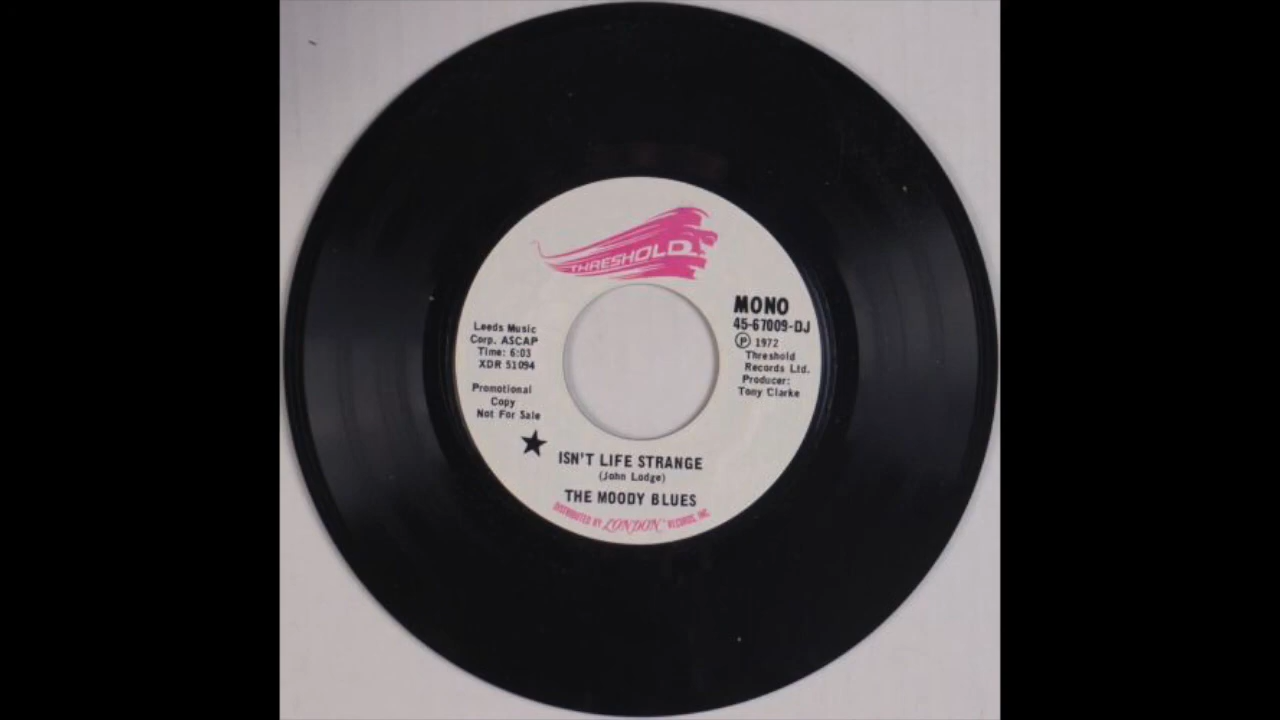 THRESHOLD
MONO
45-67009-DJ
Ⓟ 1972
Threshold
Records Ltd.
Producer:
Tony Clarke
Leeds Music
Corp. ASCAP
Time: 6:03
XDR 51094
Promotional
Copy
Not For Sale
ISN'T LIFE STRANGE
(John Lodge)
THE MOODY BLUES
DISTRIBUTED BY LONDON RECORDS, INC.